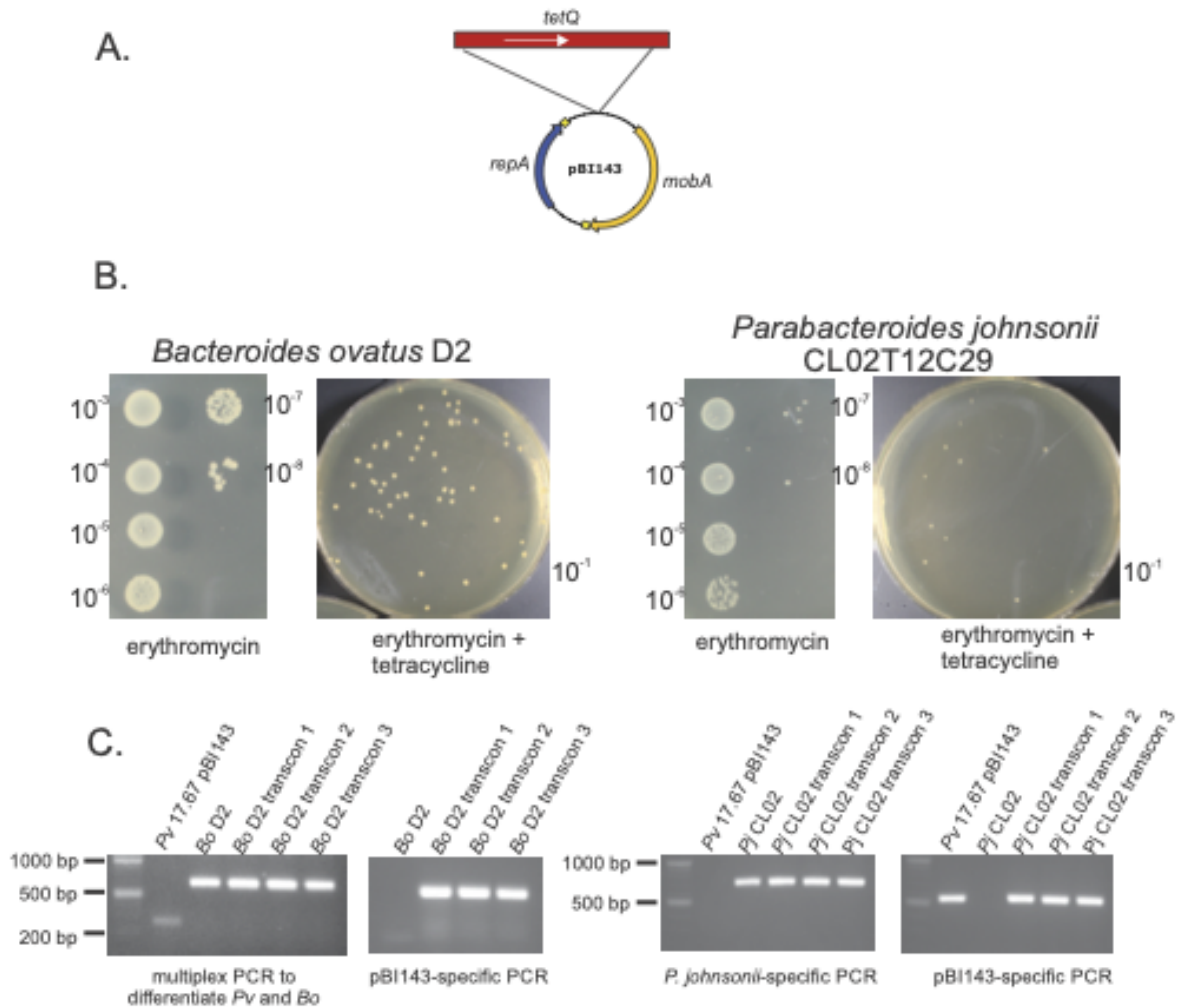 A.
tetQ
repA
pBI143
mobA
B.
Bacteroides ovatus D2
Parabacteroides johnsonii
CL02T12C29
10⁻³
10⁻⁷
10⁻⁴
10⁻⁸
10⁻⁵
10⁻⁶
10⁻¹
erythromycin
erythromycin +
tetracycline
10⁻³
10⁻⁷
10⁻⁴
10⁻⁸
10⁻⁵
10⁻⁶
10⁻¹
erythromycin
erythromycin +
tetracycline
C.
Pv 17.67 pBI143
Bo D2
Bo D2 transcon 1
Bo D2 transcon 2
Bo D2 transcon 3
Bo D2
Bo D2 transcon 1
Bo D2 transcon 2
Bo D2 transcon 3
Pv 17.67 pBI143
Pj CL02
Pj CL02 transcon 1
Pj CL02 transcon 2
Pj CL02 transcon 3
Pv 17.67 pBI143
Pj CL02
Pj CL02 transcon 1
Pj CL02 transcon 2
Pj CL02 transcon 3
1000 bp
500 bp
200 bp
1000 bp
500 bp
multiplex PCR to
differentiate Pv and Bo
pBI143-specific PCR
P. johnsonii-specific PCR
pBI143-specific PCR